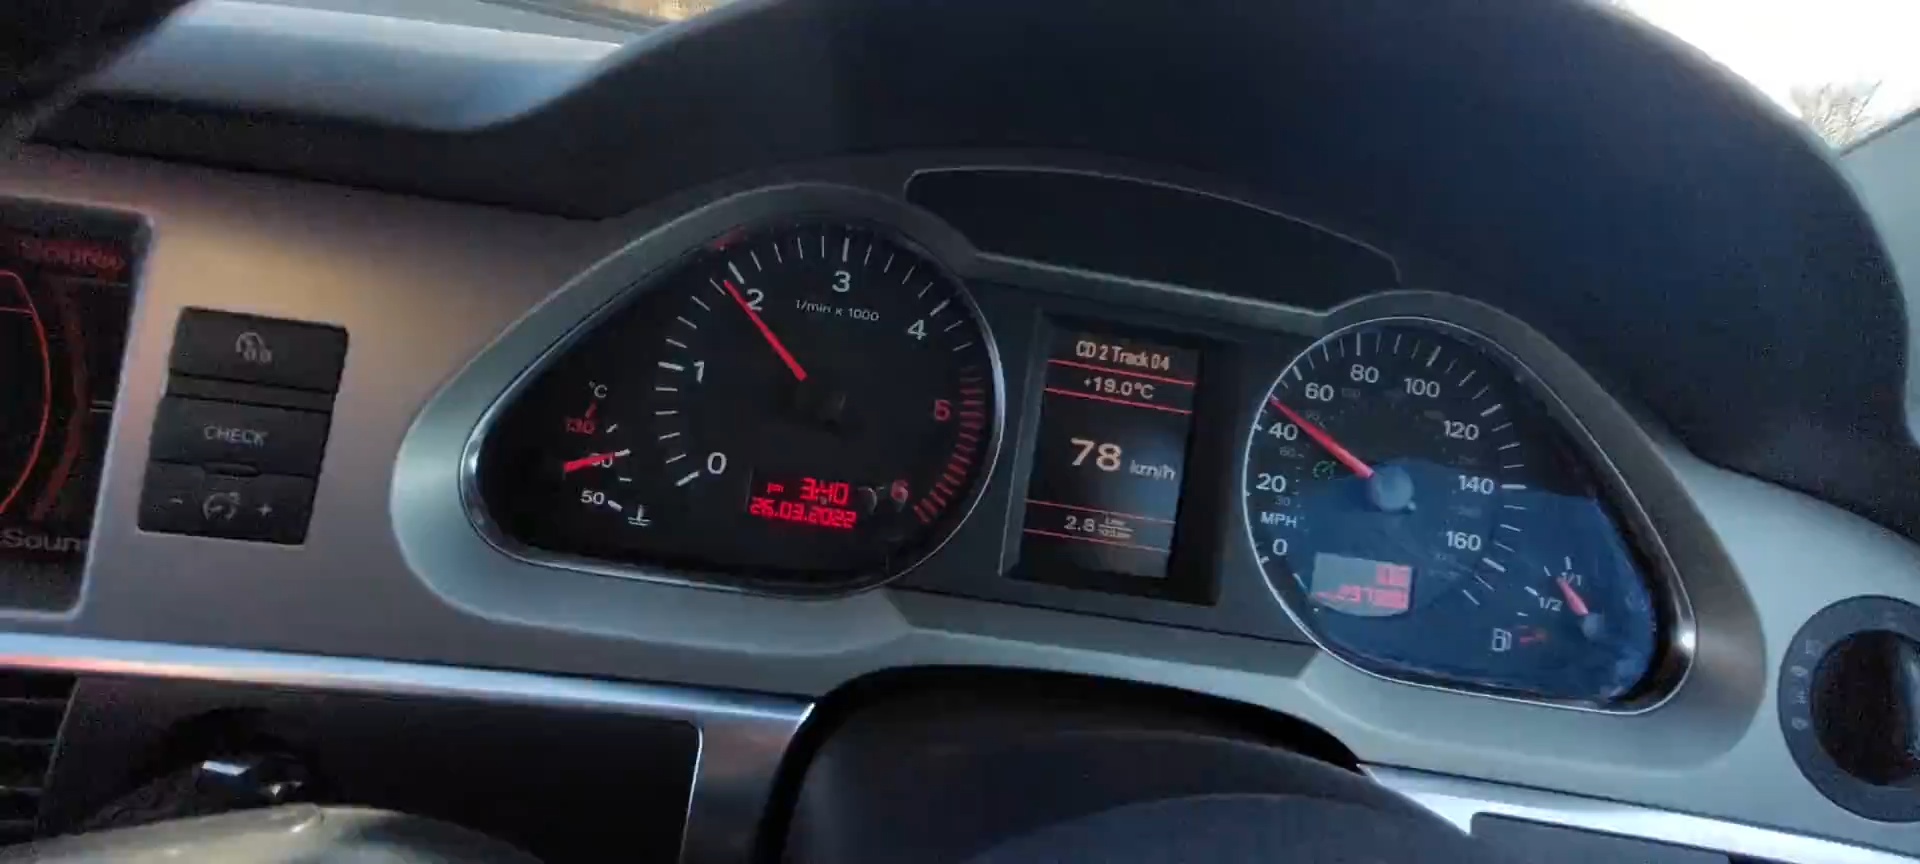 CHECK
- +
Soun
0 1 2 3 4 5 6
1/min x 1000
°C
130
50
3:40
26.03.2022
CD 2 Track 04
+19.0°C
78 km/h
2.8
0 20 40 60 80 100 120 140 160
MPH
1/2
1/1